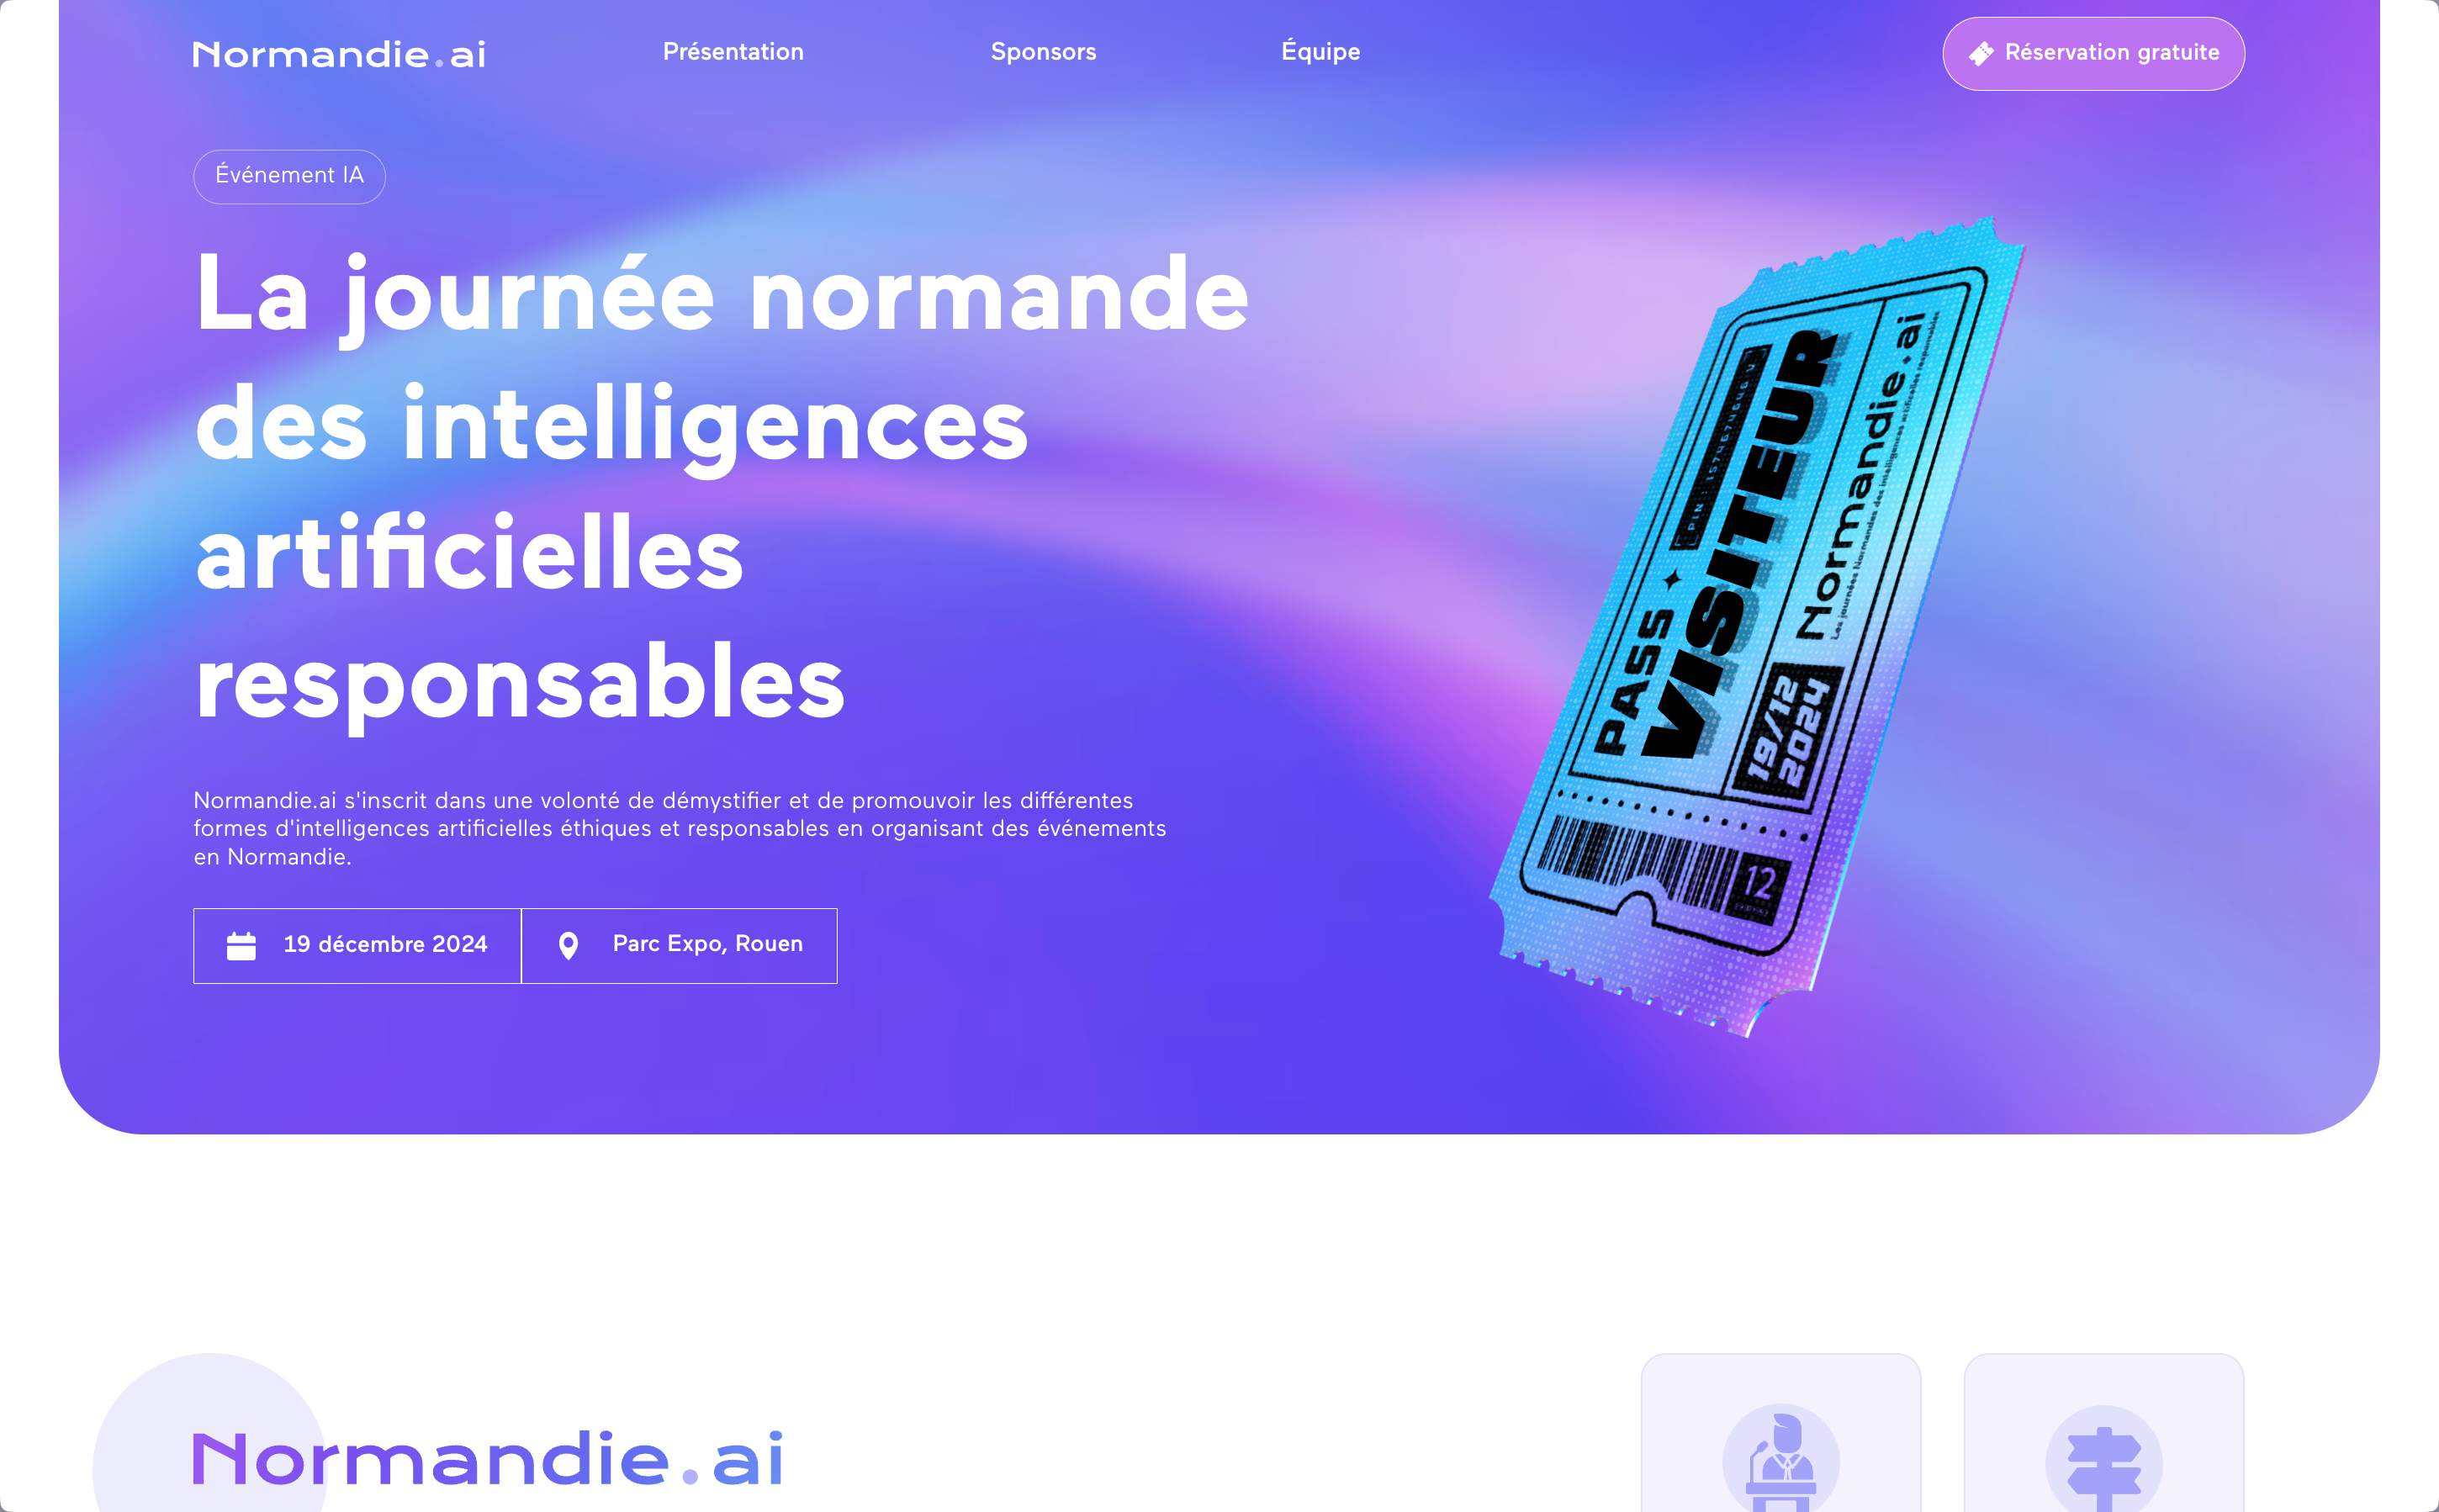 Normandie.ai
Présentation
Sponsors
Équipe
Réservation gratuite
Événement IA
La journée normande
des intelligences
artificielles
responsables
Normandie.ai s'inscrit dans une volonté de démystifier et de promouvoir les différentes
formes d'intelligences artificielles éthiques et responsables en organisant des événements
en Normandie.
19 décembre 2024
Parc Expo, Rouen
PASS
VISITEUR
Normandie.ai
Les journées Normandes des intelligences artificielles responsables
19/12
2024
12
Normandie.ai